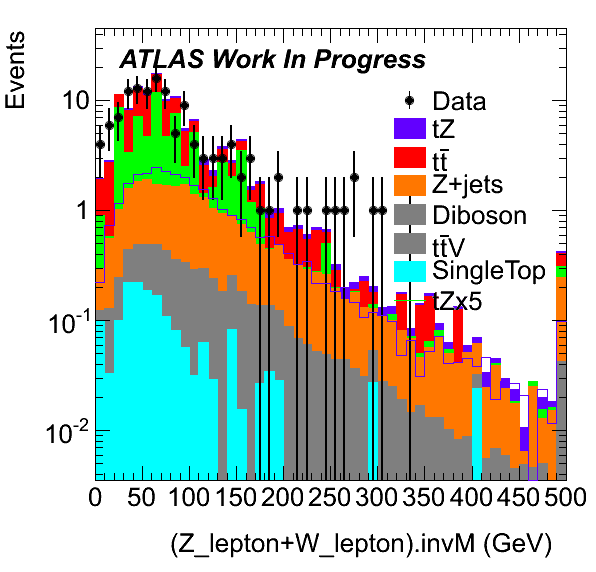 Events
ATLAS Work In Progress
Data
tZ
tt̄
Z+jets
Diboson
tt̄V
SingleTop
tZx5
10
1
10⁻¹
10⁻²
0 50 100 150 200 250 300 350 400 450 500
(Z_lepton+W_lepton).invM (GeV)